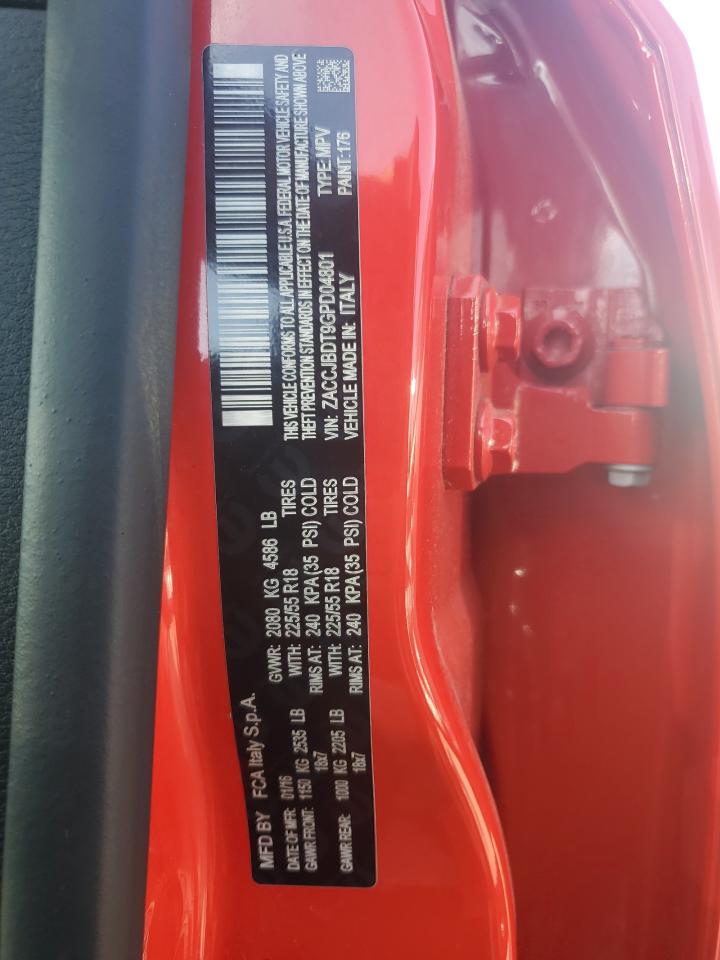 MFD BY FCA Italy S.p.A.
DATE OF MFR: 01/16 GVWR: 2080 KG 4586 LB
GAWR FRONT: 1150 KG 2535 LB WITH: 225/55 R18 TIRES
18x7 RIMS AT: 240 KPA(35 PSI) COLD
GAWR REAR: 1000 KG 2205 LB WITH: 225/55 R18 TIRES
18x7 RIMS AT: 240 KPA(35 PSI) COLD
THIS VEHICLE CONFORMS TO ALL APPLICABLE U.S.A. FEDERAL MOTOR VEHICLE SAFETY AND
THEFT PREVENTION STANDARDS IN EFFECT ON THE DATE OF MANUFACTURE SHOWN ABOVE
VIN: ZACCJBDT9GPD04801 TYPE: MPV
VEHICLE MADE IN: ITALY PAINT: 176